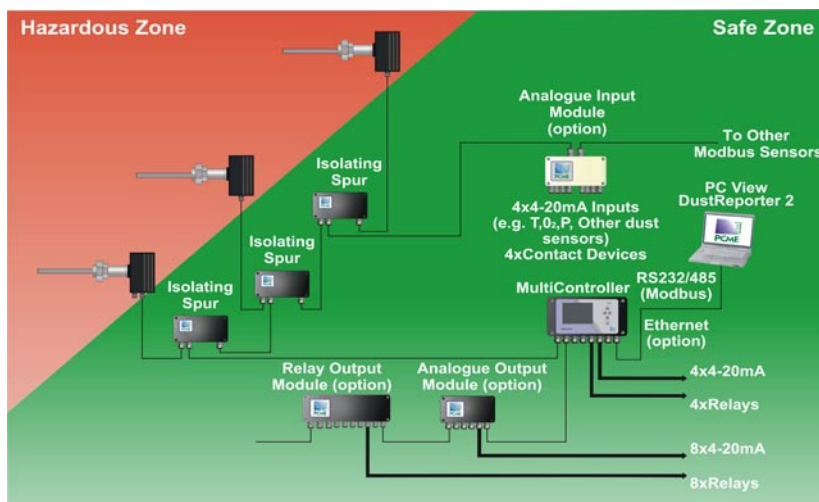 Hazardous Zone
Safe Zone
Analogue Input
Module
(option)
To Other
Modbus Sensors
Isolating
Spur
PC View
DustReporter 2
PCME
4x4-20mA Inputs
(e.g. T,0₂,P, Other dust
sensors)
4xContact Devices
Isolating
Spur
RS232/485
(Modbus)
MultiController
Isolating
Spur
Ethernet
(option)
Relay Output
Module (option)
Analogue Output
Module (option)
4x4-20mA
4xRelays
8x4-20mA
8xRelays